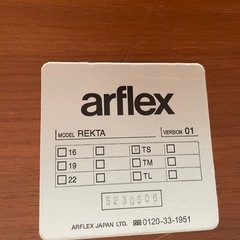 arflex
MODEL REKTA VERSION 01
16 TS
19 TM
22 TL
5230506
ARFLEX JAPAN LTD. 0120-33-1951